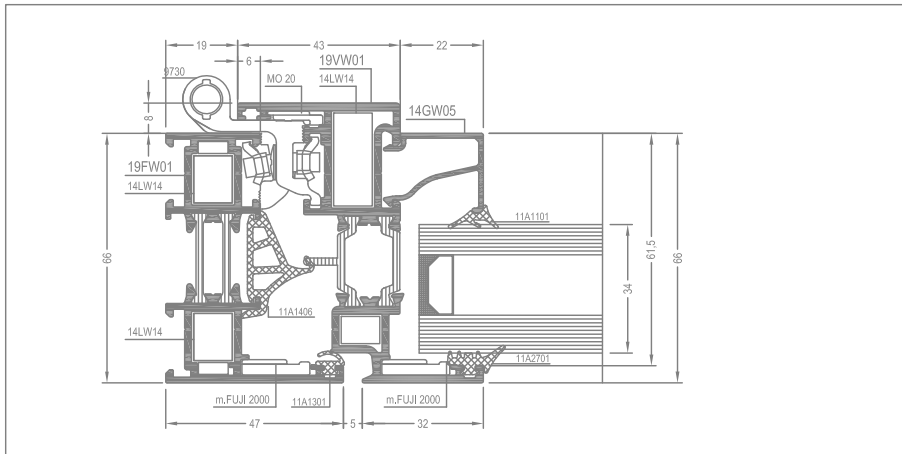 19
43
22
6
19VW01
9730
MO 20
14LW14
8
14GW05
19FW01
14LW14
11A1101
66
34
61,5
66
11A1406
14LW14
11A2701
m.FUJI 2000
11A1301
m.FUJI 2000
47
5
32